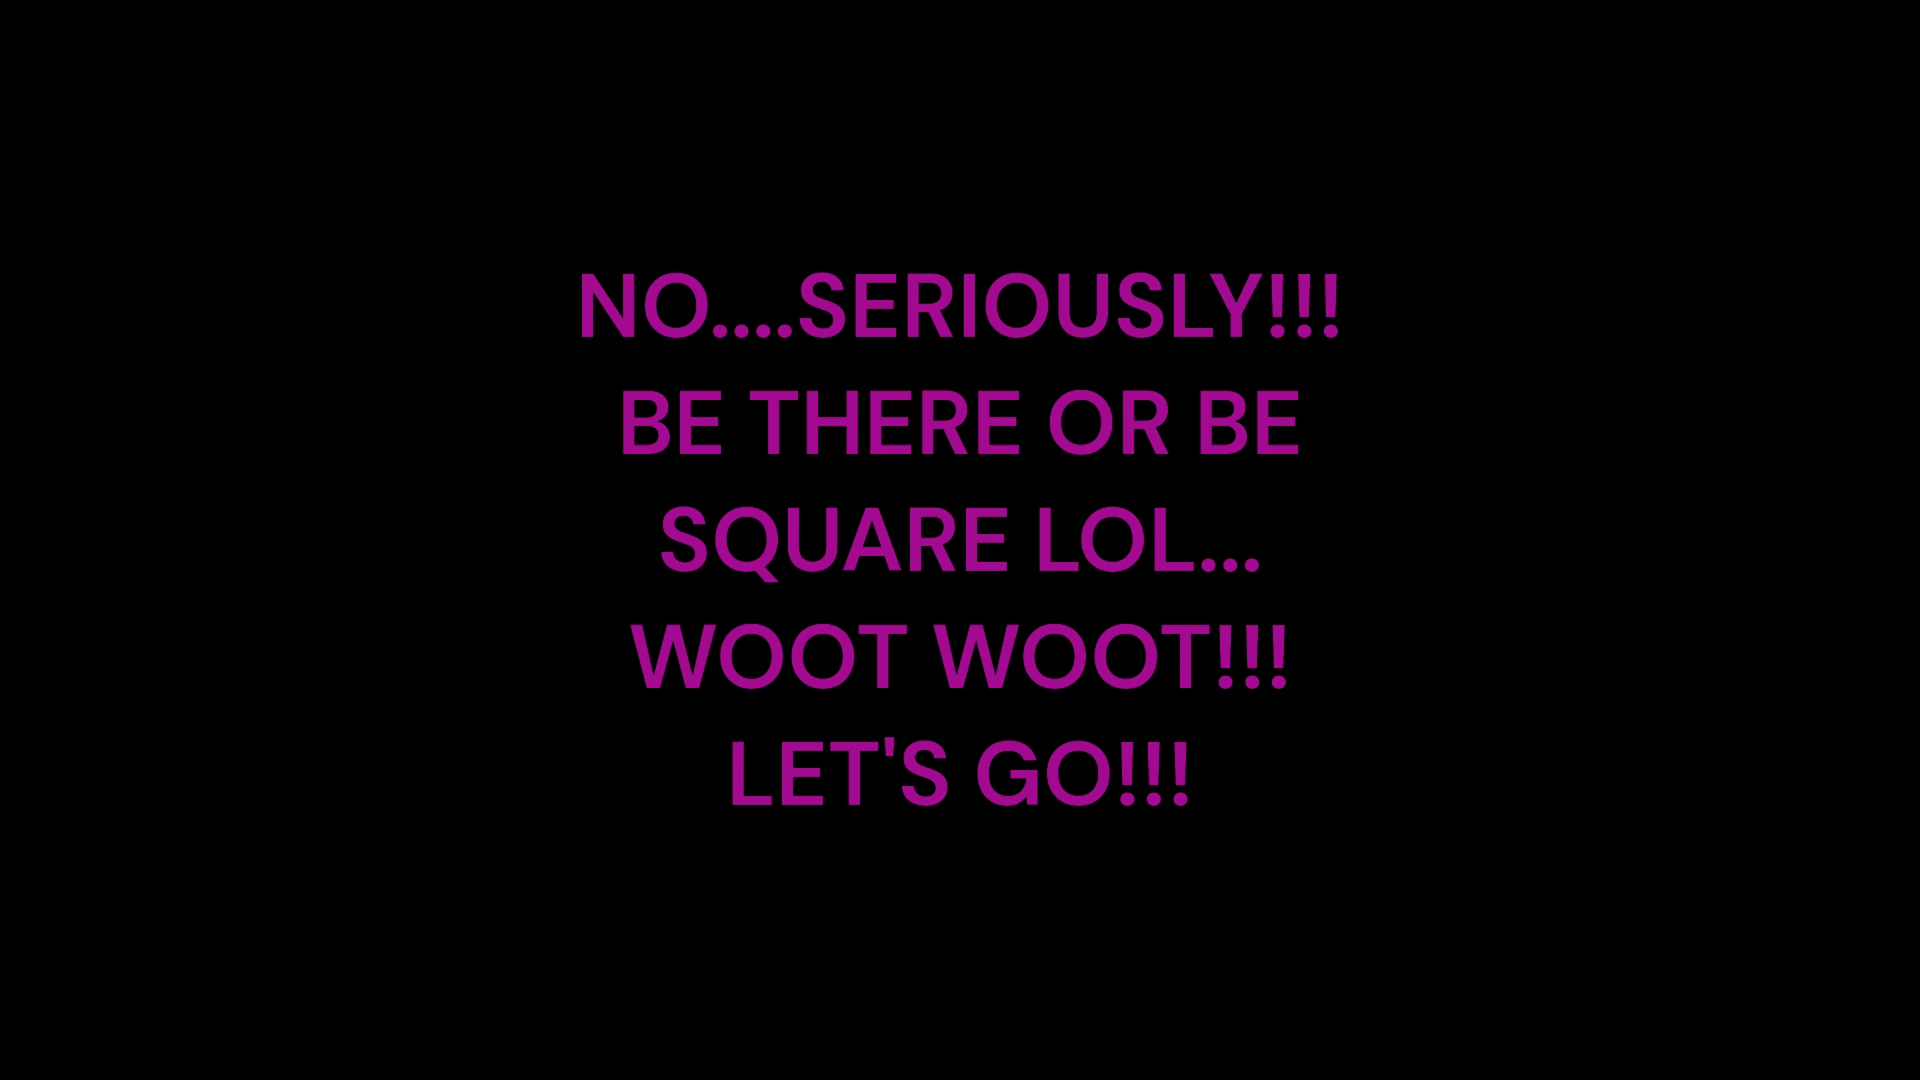 NO....SERIOUSLY!!!
BE THERE OR BE
SQUARE LOL...
WOOT WOOT!!!
LET'S GO!!!